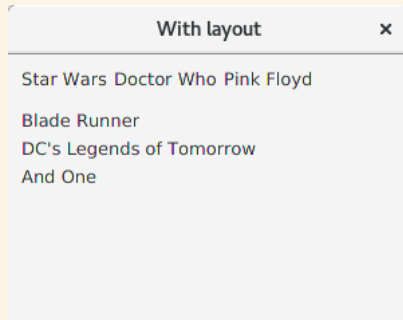 With layout ×
Star Wars Doctor Who Pink Floyd
Blade Runner
DC's Legends of Tomorrow
And One